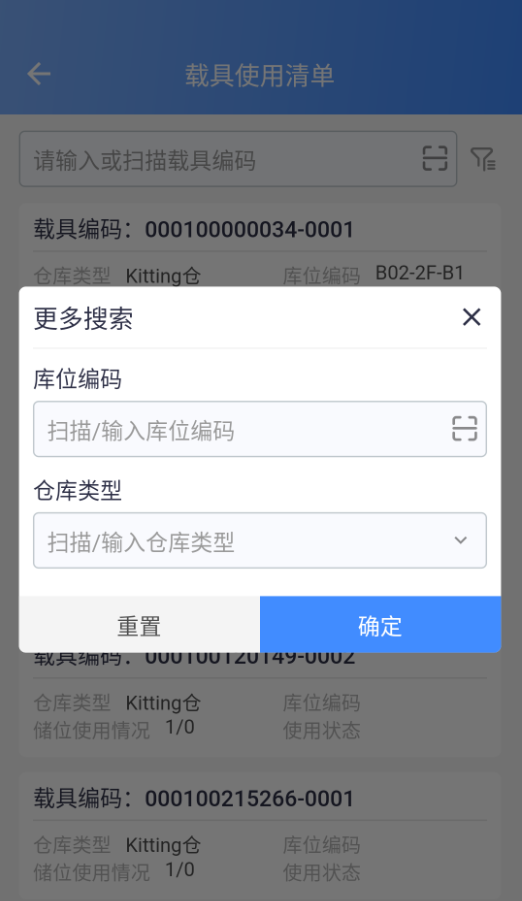 载具使用清单
请输入或扫描载具编码
载具编码：000100000034-0001
仓库类型 Kitting仓 库位编码 B02-2F-B1
更多搜索
库位编码
扫描/输入库位编码
仓库类型
扫描/输入仓库类型
重置 确定
载具编码：000100120149-0002
仓库类型 Kitting仓 库位编码
储位使用情况 1/0 使用状态
载具编码：000100215266-0001
仓库类型 Kitting仓 库位编码
储位使用情况 1/0 使用状态